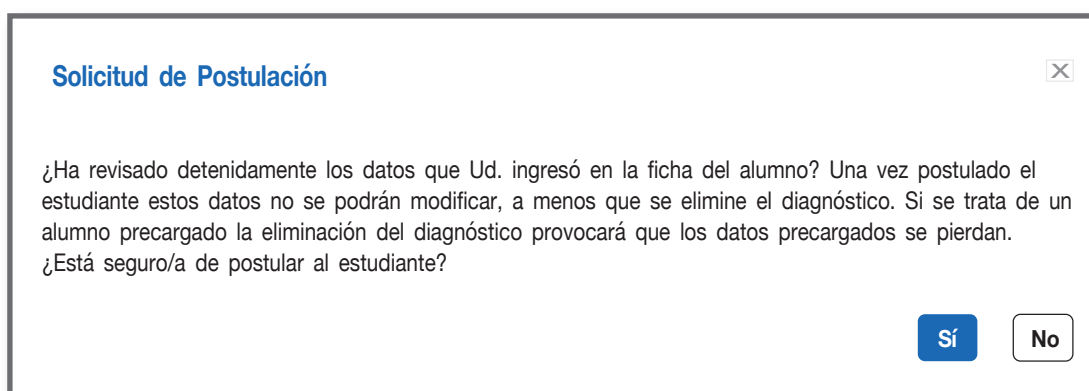 Solicitud de Postulación
¿Ha revisado detenidamente los datos que Ud. ingresó en la ficha del alumno? Una vez postulado el
estudiante estos datos no se podrán modificar, a menos que se elimine el diagnóstico. Si se trata de un
alumno precargado la eliminación del diagnóstico provocará que los datos precargados se pierdan.
¿Está seguro/a de postular al estudiante?
Sí No